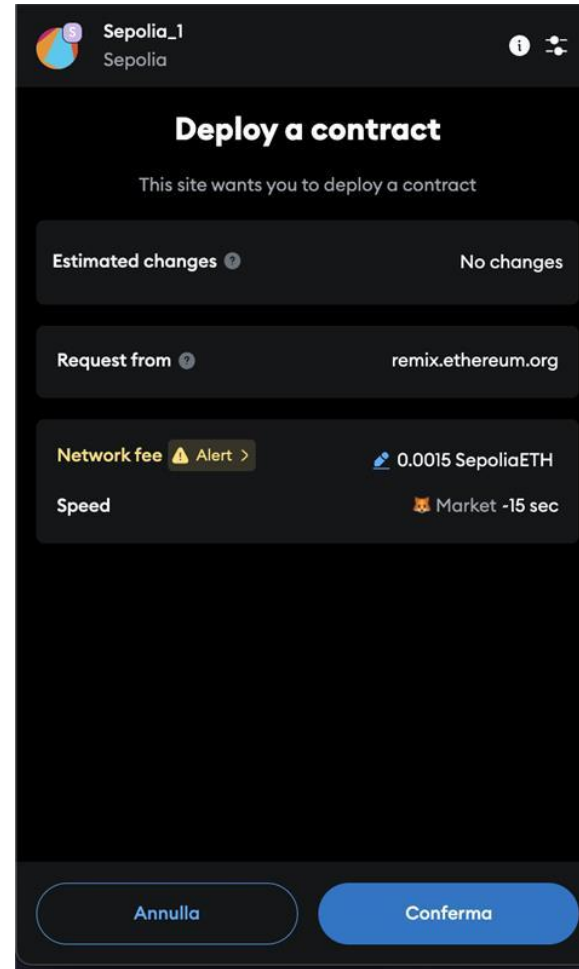 S
Sepolia_1
Sepolia
Deploy a contract
This site wants you to deploy a contract
Estimated changes ?
No changes
Request from ?
remix.ethereum.org
Network fee Alert >
0.0015 SepoliaETH
Speed
Market ~15 sec
Annulla
Conferma